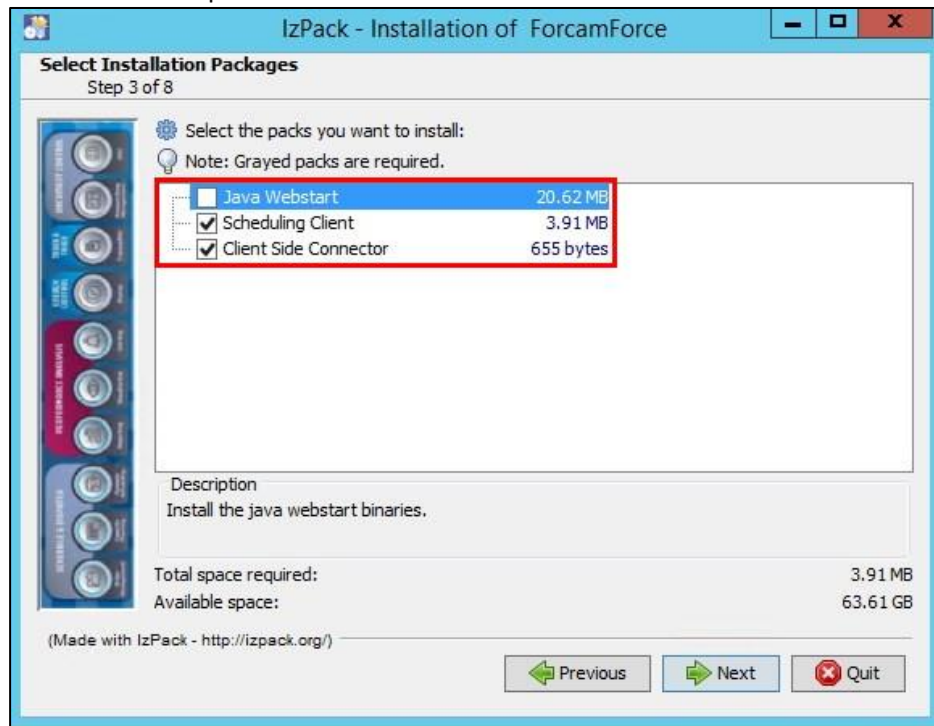 IzPack - Installation of ForcamForce
Select Installation Packages
Step 3 of 8
Select the packs you want to install:
Note: Grayed packs are required.
Java Webstart 20.62 MB
Scheduling Client 3.91 MB
Client Side Connector 655 bytes
Description
Install the java webstart binaries.
Total space required: 3.91 MB
Available space: 63.61 GB
(Made with IzPack - http://izpack.org/)
Previous Next Quit